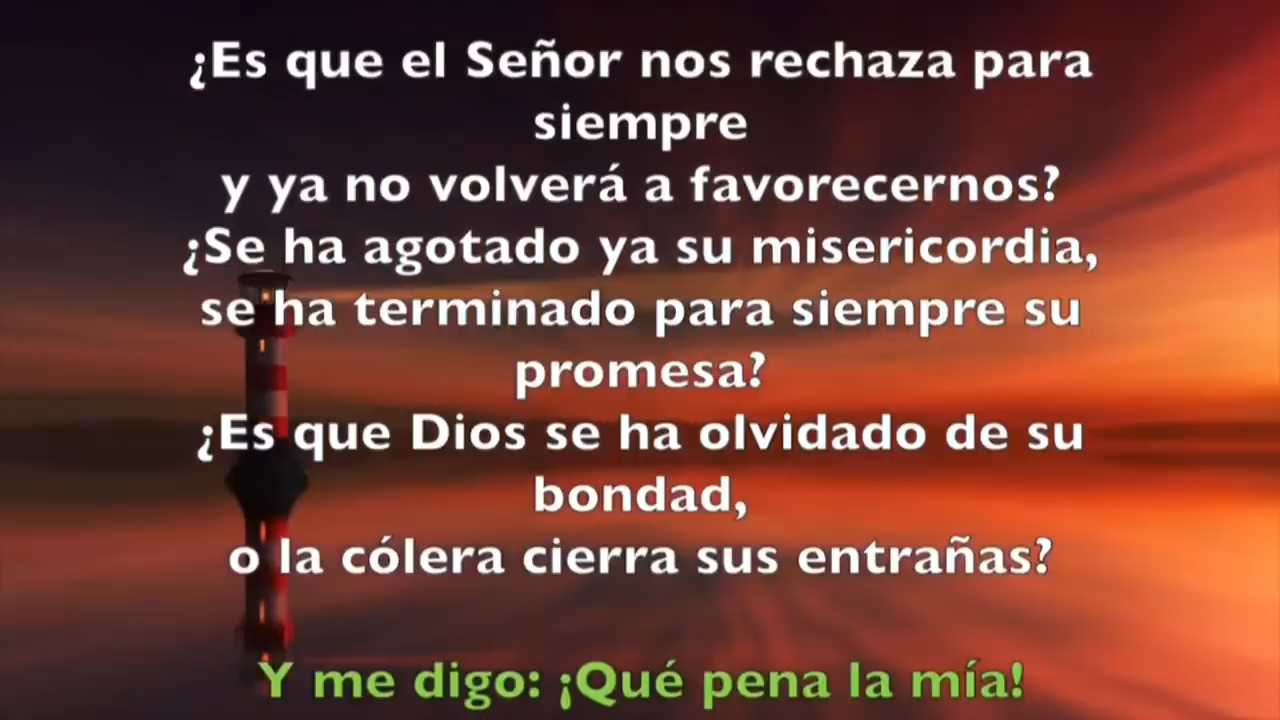 ¿Es que el Señor nos rechaza para
siempre
y ya no volverá a favorecernos?
¿Se ha agotado ya su misericordia,
se ha terminado para siempre su
promesa?
¿Es que Dios se ha olvidado de su
bondad,
o la cólera cierra sus entrañas?
Y me digo: ¡Qué pena la mía!